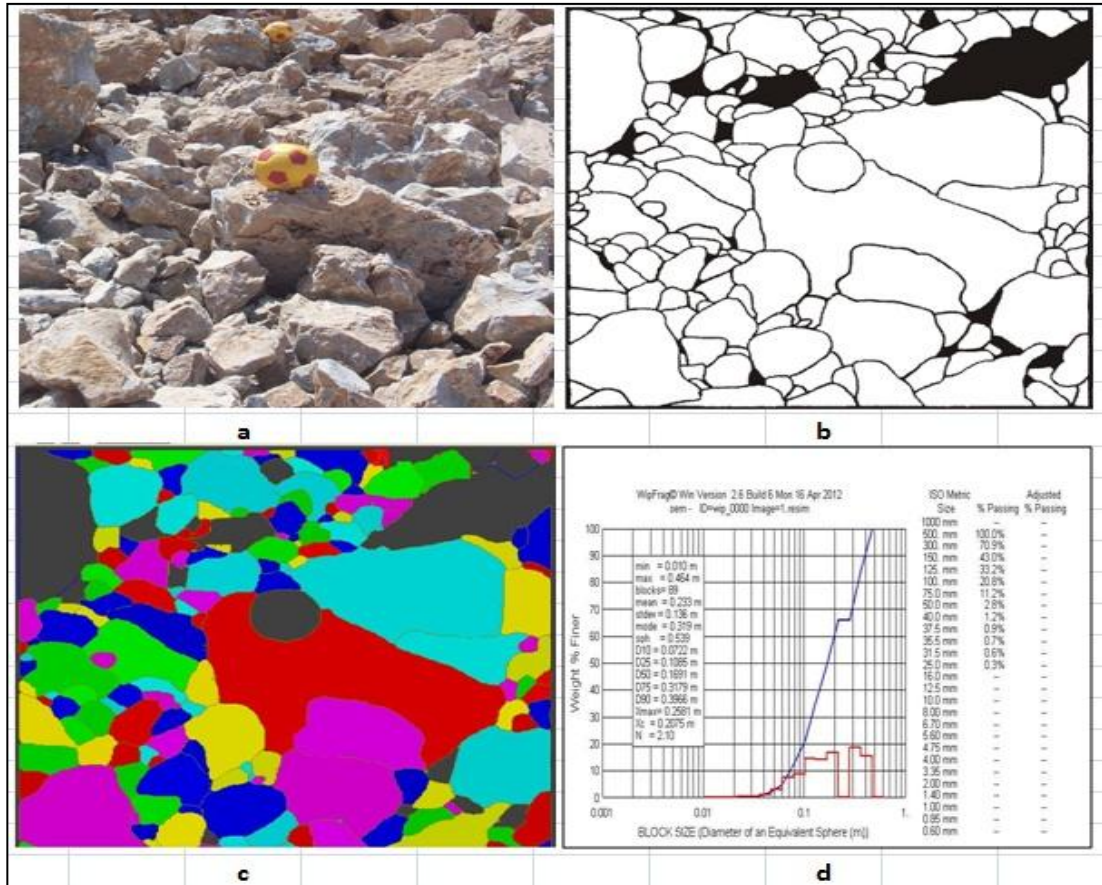 a
b
WipFrag© Win Version 2.6 Build 6 Mon 16 Apr 2012
ID=wip_0000 Image=1.resim
ISO Metric Adjusted
Size % Passing % Passing
1000 mm -- --
500. mm 100.0% --
300. mm 70.9% --
150. mm 43.0% --
125. mm 33.2% --
100. mm 20.8% --
75.0 mm 11.2% --
50.0 mm 2.8% --
40.0 mm 1.2% --
37.5 mm 0.9% --
35.5 mm 0.7% --
31.5 mm 0.6% --
25.0 mm 0.3% --
16.0 mm -- --
12.5 mm -- --
10.0 mm -- --
8.00 mm -- --
6.70 mm -- --
5.60 mm -- --
4.75 mm -- --
4.00 mm -- --
3.35 mm -- --
2.00 mm -- --
1.40 mm -- --
1.00 mm -- --
0.85 mm -- --
0.60 mm -- --
Weight % Finer
100
90
80
70
60
50
40
30
20
10
0
min = 0.010 m
max = 0.464 m
blocks= 89
mean = 0.233 m
stdev = 0.136 m
mode = 0.319 m
sph = 0.539
D10 = 0.0722 m
D25 = 0.1085 m
D50 = 0.1691 m
D75 = 0.3179 m
D90 = 0.3966 m
Xmax= 0.2581 m
Xc = 0.2075 m
N = 2.10
0.001 0.01 0.1 1.
BLOCK SIZE (Diameter of an Equivalent Sphere (m))
c
d